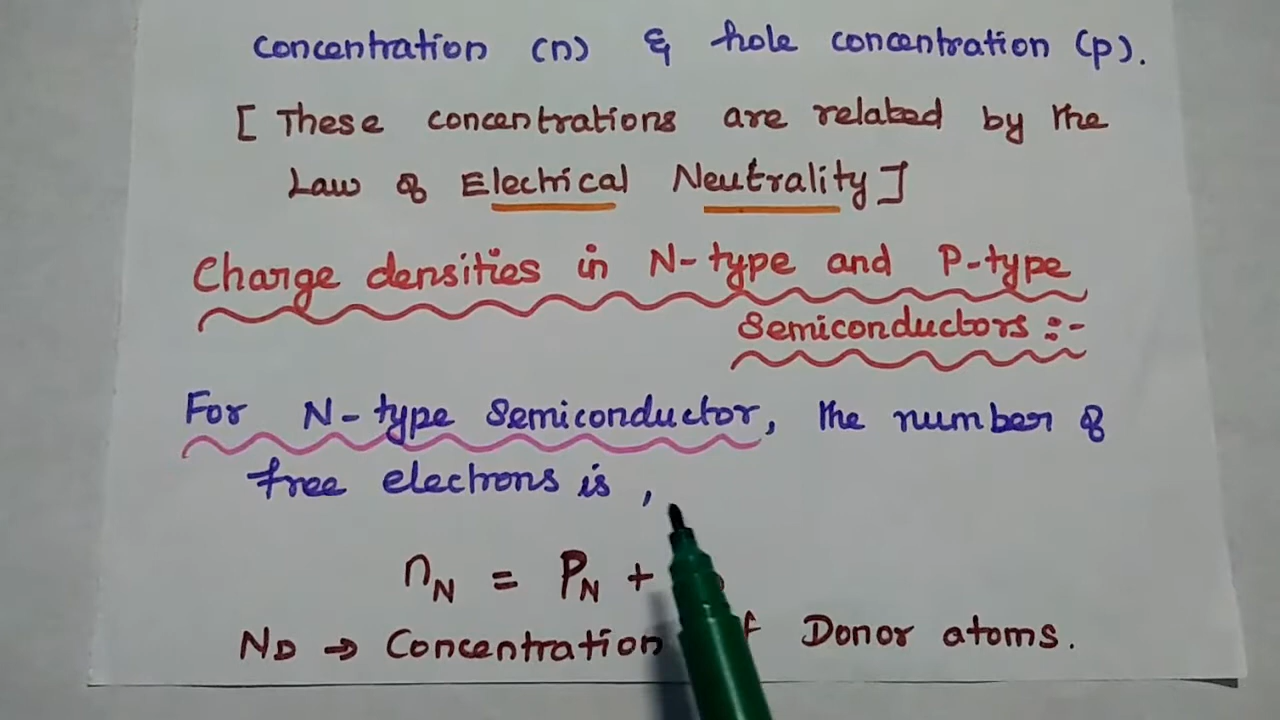 concentration (n) & hole concentration (p).
[ These concentrations are related by the
Law of Electrical Neutrality ]
Charge densities in N-type and P-type
Semiconductors :-
For N-type Semiconductor, the number of
free electrons is ,
nN = PN +
ND → Concentration Donor atoms.